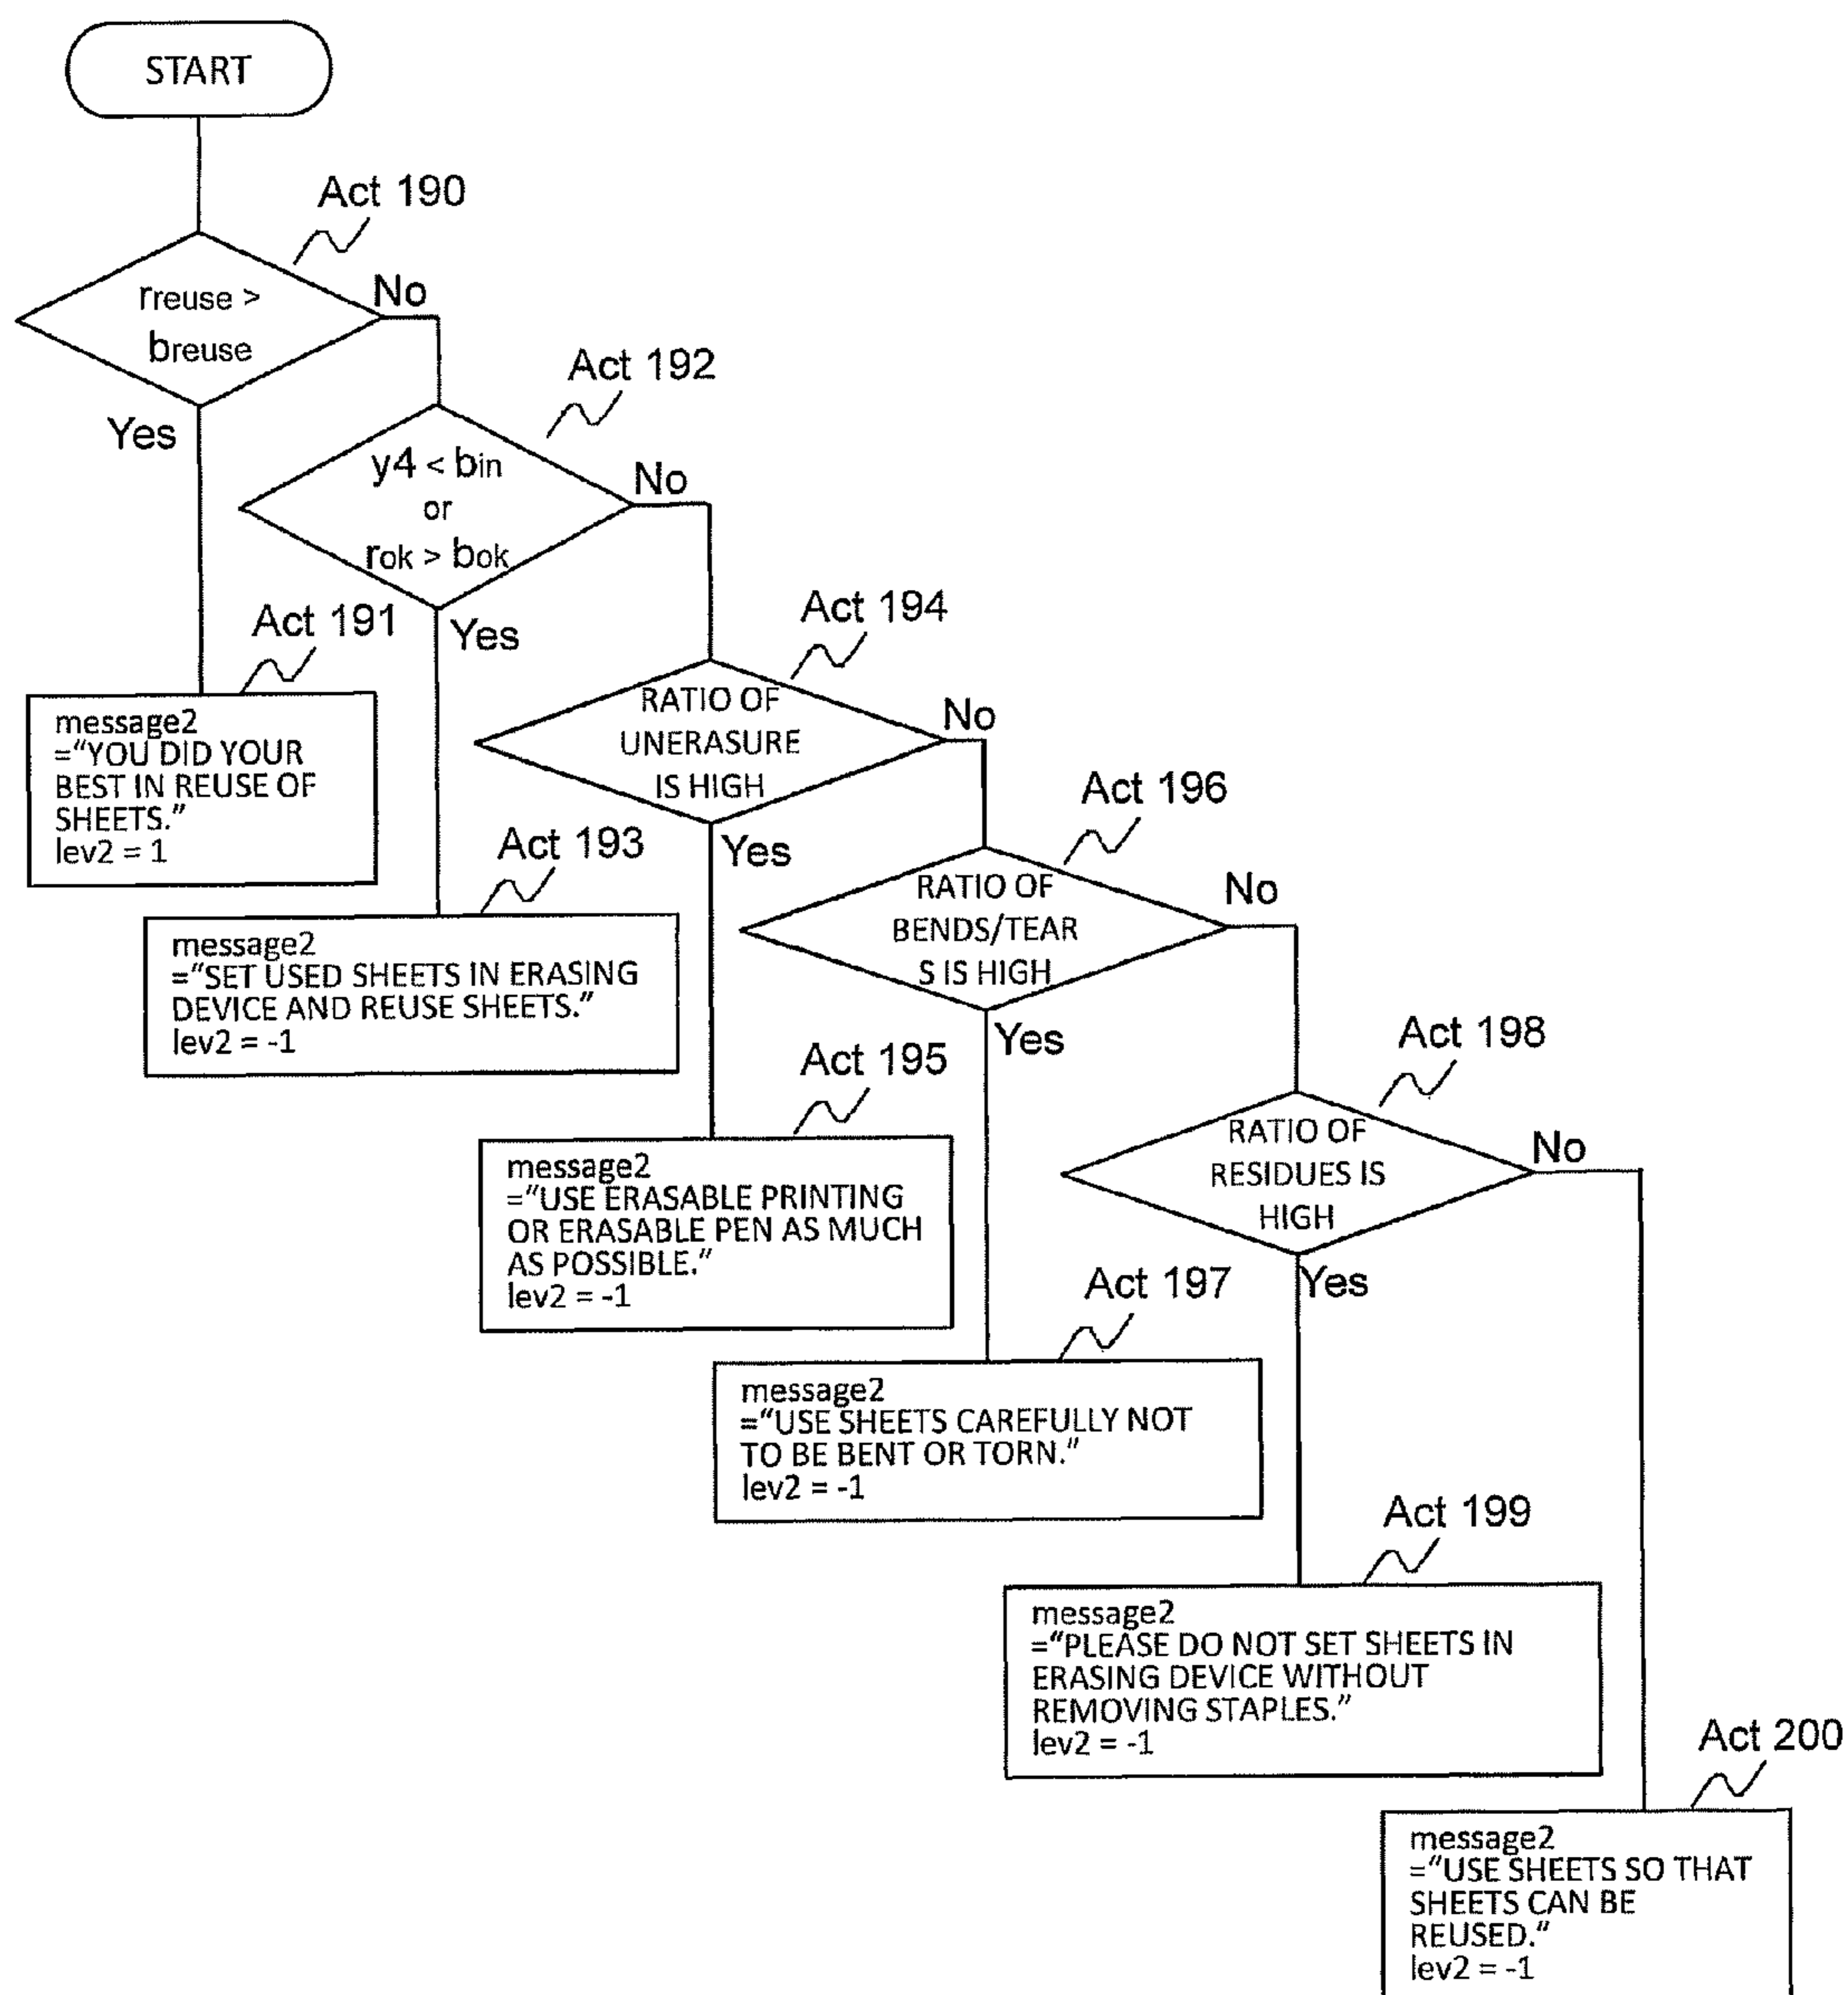 START
Act 190
rreuse >
breuse
No
Yes
Act 192
y4 < bin
or
rok > bok
No
Yes
Act 191
message2
="YOU DID YOUR
BEST IN REUSE OF
SHEETS."
lev2 = 1
Act 194
RATIO OF
UNERASURE
IS HIGH
No
Yes
Act 193
message2
="SET USED SHEETS IN ERASING
DEVICE AND REUSE SHEETS."
lev2 = -1
Act 196
RATIO OF
BENDS/TEAR
S IS HIGH
No
Yes
Act 195
message2
="USE ERASABLE PRINTING
OR ERASABLE PEN AS MUCH
AS POSSIBLE."
lev2 = -1
Act 198
RATIO OF
RESIDUES IS
HIGH
No
Yes
Act 197
message2
="USE SHEETS CAREFULLY NOT
TO BE BENT OR TORN."
lev2 = -1
Act 199
message2
="PLEASE DO NOT SET SHEETS IN
ERASING DEVICE WITHOUT
REMOVING STAPLES."
lev2 = -1
Act 200
message2
="USE SHEETS SO THAT
SHEETS CAN BE
REUSED."
lev2 = -1